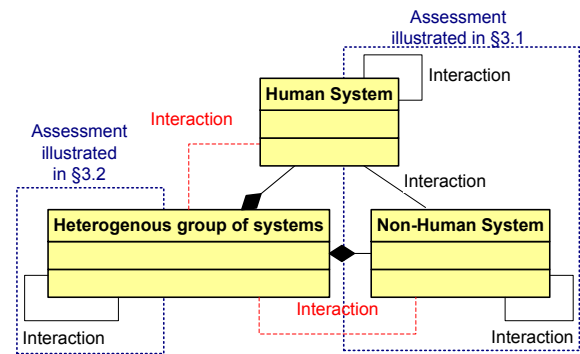 Assessment
illustrated in §3.1
Interaction
Human System
Interaction
Assessment
illustrated
in §3.2
Interaction
Heterogenous group of systems
Non-Human System
Interaction
Interaction
Interaction